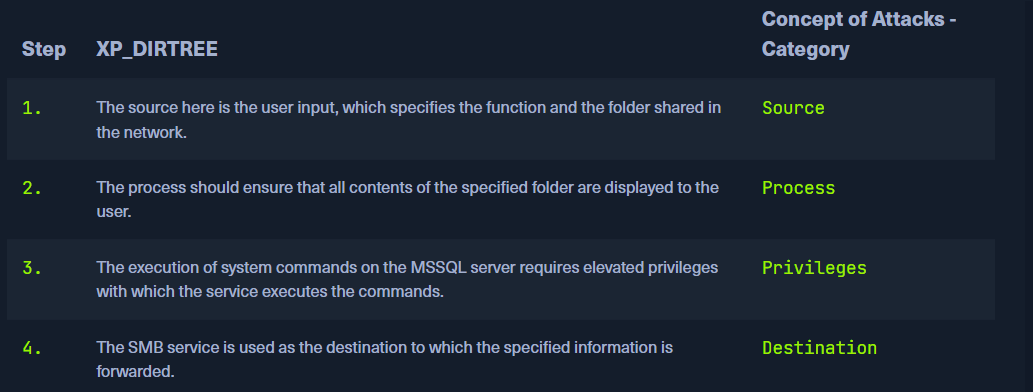 Concept of Attacks -
Step XP_DIRTREE Category
1. The source here is the user input, which specifies the function and the folder shared in Source
the network.
2. The process should ensure that all contents of the specified folder are displayed to the Process
user.
3. The execution of system commands on the MSSQL server requires elevated privileges Privileges
with which the service executes the commands.
4. The SMB service is used as the destination to which the specified information is Destination
forwarded.